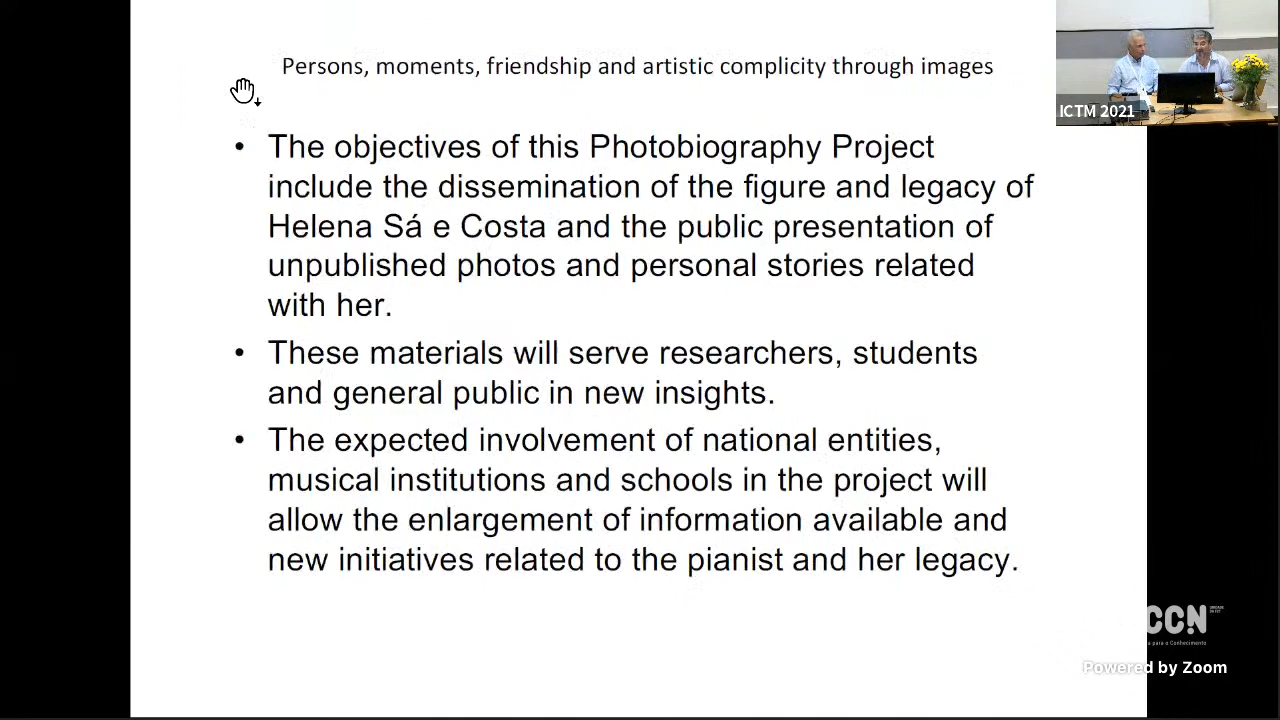 Persons, moments, friendship and artistic complicity through images
ICTM 2021
• The objectives of this Photobiography Project
include the dissemination of the figure and legacy of
Helena Sá e Costa and the public presentation of
unpublished photos and personal stories related
with her.
• These materials will serve researchers, students
and general public in new insights.
• The expected involvement of national entities,
musical institutions and schools in the project will
allow the enlargement of information available and
new initiatives related to the pianist and her legacy.
CCN
para o Conhecimento
Powered by Zoom